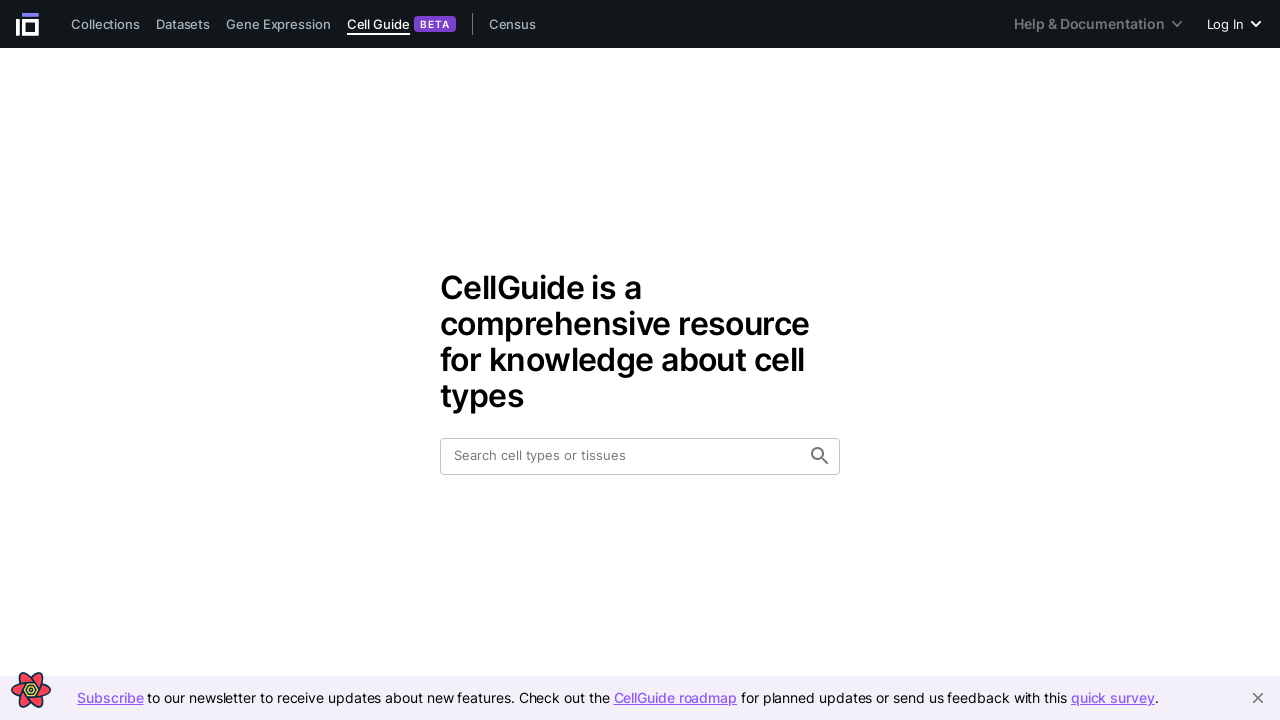 Collections Datasets Gene Expression Cell Guide BETA Census Help & Documentation Log In
CellGuide is a
comprehensive resource
for knowledge about cell
types
Search cell types or tissues
Subscribe to our newsletter to receive updates about new features. Check out the CellGuide roadmap for planned updates or send us feedback with this quick survey.